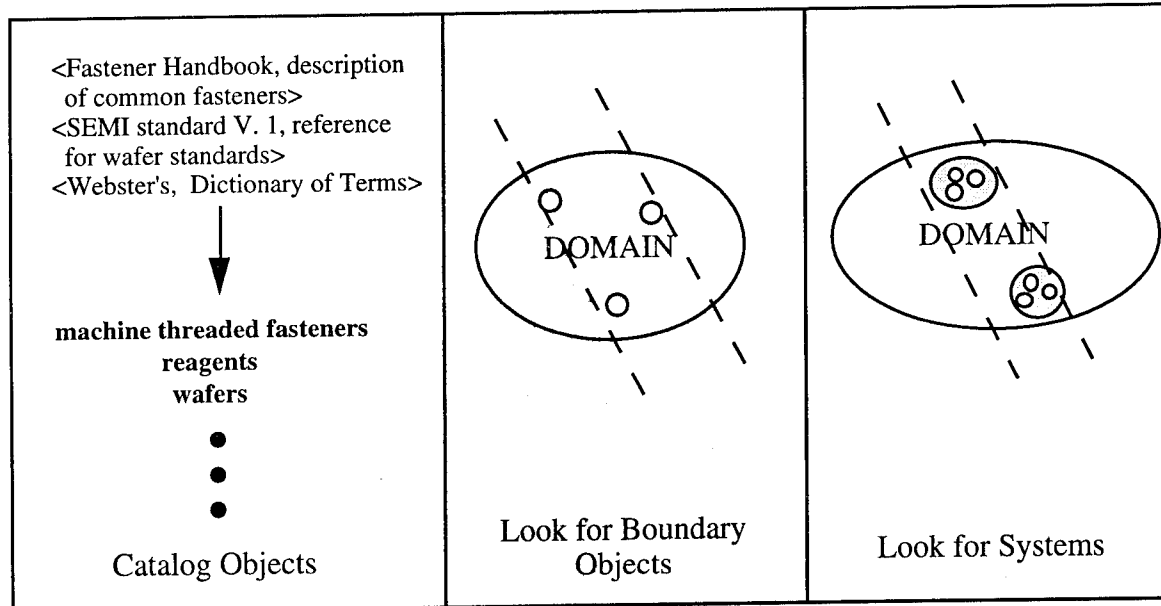 <Fastener Handbook, description
of common fasteners>
<SEMI standard V. 1, reference
for wafer standards>
<Webster's, Dictionary of Terms>
machine threaded fasteners
reagents
wafers
Catalog Objects
DOMAIN
Look for Boundary
Objects
DOMAIN
Look for Systems